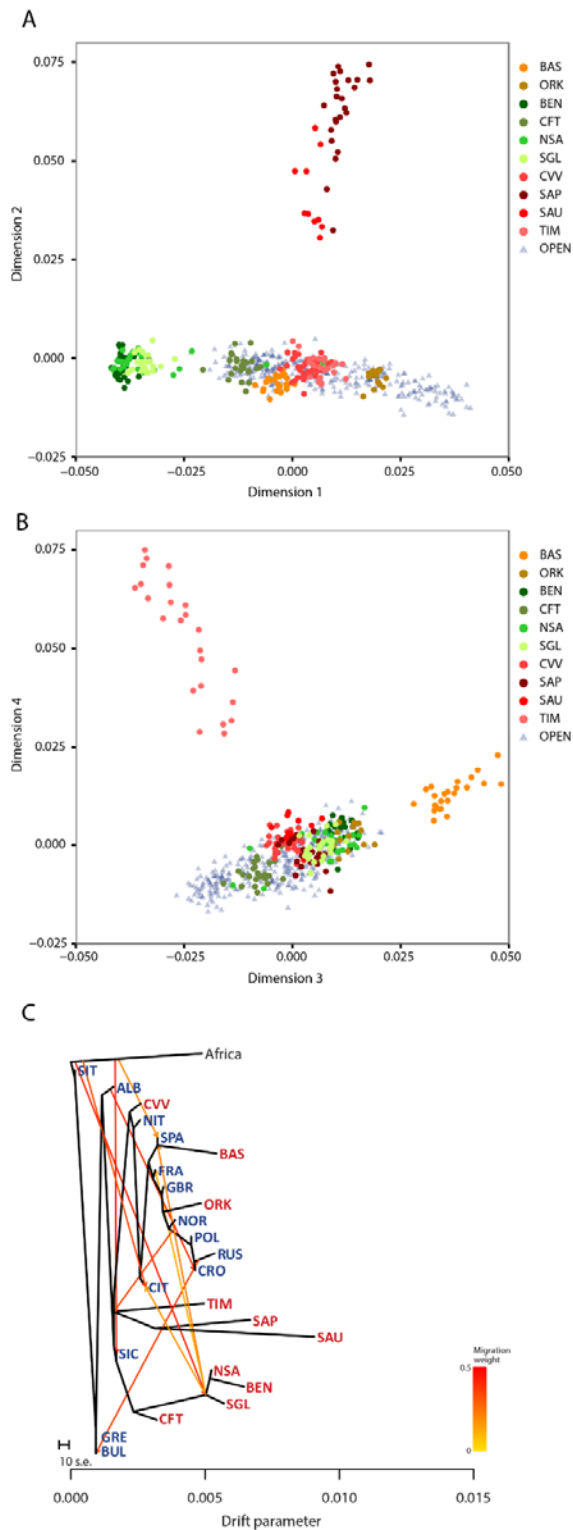 A
0.075
0.050
0.025
0.000
−0.025
Dimension 2
−0.050
−0.025
0.000
0.025
0.050
Dimension 1
BAS
ORK
BEN
CFT
NSA
SGL
CVV
SAP
SAU
TIM
OPEN
B
0.075
0.050
0.025
0.000
−0.025
Dimension 4
−0.050
−0.025
0.000
0.025
0.050
Dimension 3
BAS
ORK
BEN
CFT
NSA
SGL
CVV
SAP
SAU
TIM
OPEN
C
Africa
SIT
ALB
CVV
NIT
SPA
BAS
FRA
GBR
ORK
NOR
POL
RUS
CRO
CIT
TIM
SAP
SAU
SIC
NSA
BEN
SGL
CFT
GRE
BUL
Migration
weight
0.5
0
10 s.e.
0.000
0.005
0.010
0.015
Drift parameter